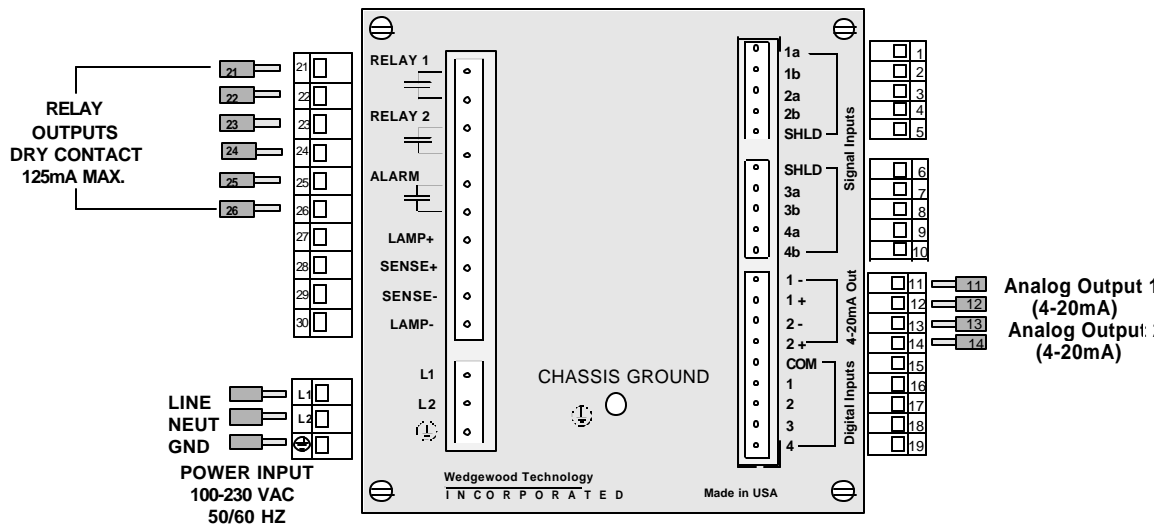 RELAY
OUTPUTS
DRY CONTACT
125mA MAX.
21
22
23
24
25
26
21
22
23
24
25
26
27
28
29
30
LINE
NEUT
GND
L1
L2
POWER INPUT
100-230 VAC
50/60 HZ
RELAY 1
RELAY 2
ALARM
LAMP+
SENSE+
SENSE-
LAMP-
L1
L2
CHASSIS GROUND
Wedgewood Technology
INCORPORATED
Made in USA
1a
1b
2a
2b
SHLD
SHLD
3a
3b
4a
4b
Signal Inputs
1 -
1 +
2 -
2 +
4-20mA Out
COM
1
2
3
4
Digital Inputs
1
2
3
4
5
6
7
8
9
10
11
12
13
14
15
16
17
18
19
11
12
13
14
Analog Output 1
(4-20mA)
Analog Output
(4-20mA)